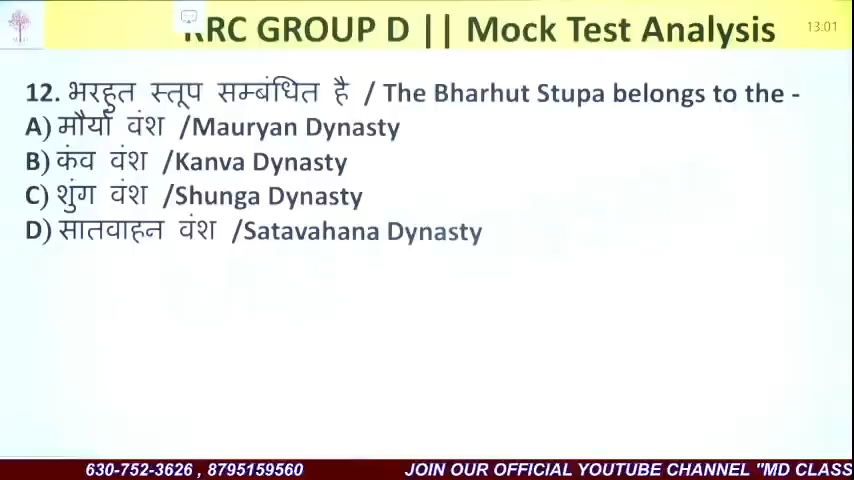 RRC GROUP D || Mock Test Analysis
13:01
12. भरहुत स्तूप सम्बंधित है / The Bharhut Stupa belongs to the -
A) मौर्या वंश /Mauryan Dynasty
B) कंव वंश /Kanva Dynasty
C) शुंग वंश /Shunga Dynasty
D) सातवाहन वंश /Satavahana Dynasty
630-752-3626 , 8795159560 JOIN OUR OFFICIAL YOUTUBE CHANNEL "MD CLASS